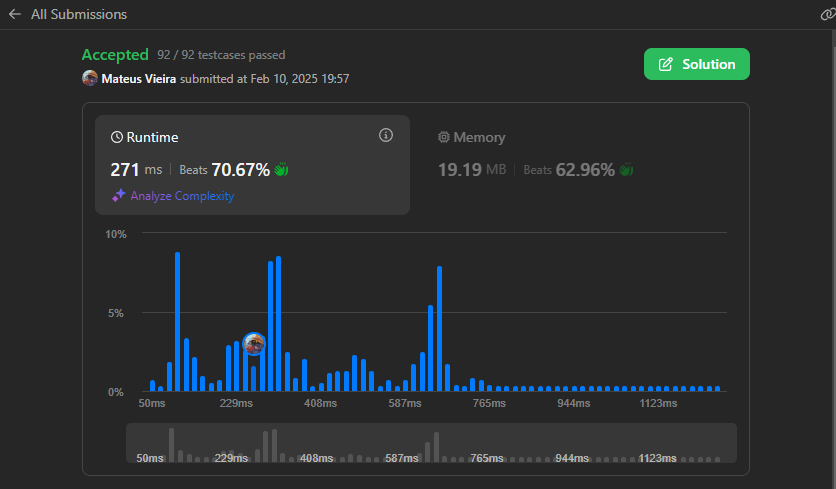 All Submissions
Accepted 92 / 92 testcases passed
Mateus Vieira submitted at Feb 10, 2025 19:57
Solution
Runtime
271 ms | Beats 70.67%
Analyze Complexity
Memory
19.19 MB | Beats 62.96%
10%
5%
0%
50ms 229ms 408ms 587ms 765ms 944ms 1123ms
50ms 229ms 408ms 587ms 765ms 944ms 1123ms